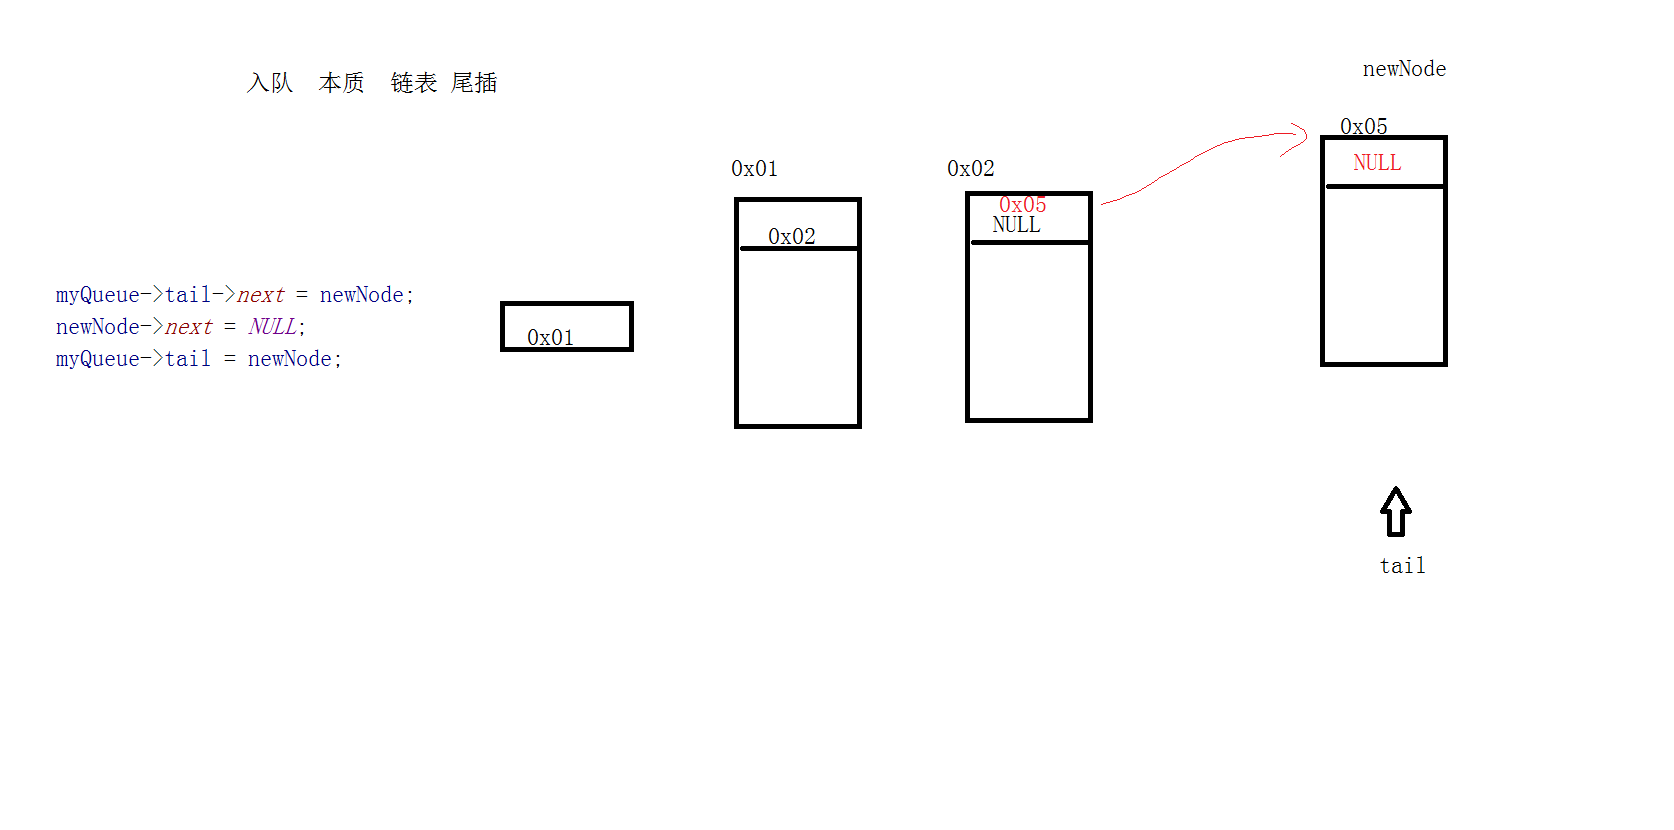 入队 本质 链表 尾插
newNode
0x05
NULL
0x01
0x02
0x02
0x05
NULL
myQueue->tail->next = newNode;
newNode->next = NULL;
myQueue->tail = newNode;
0x01
tail